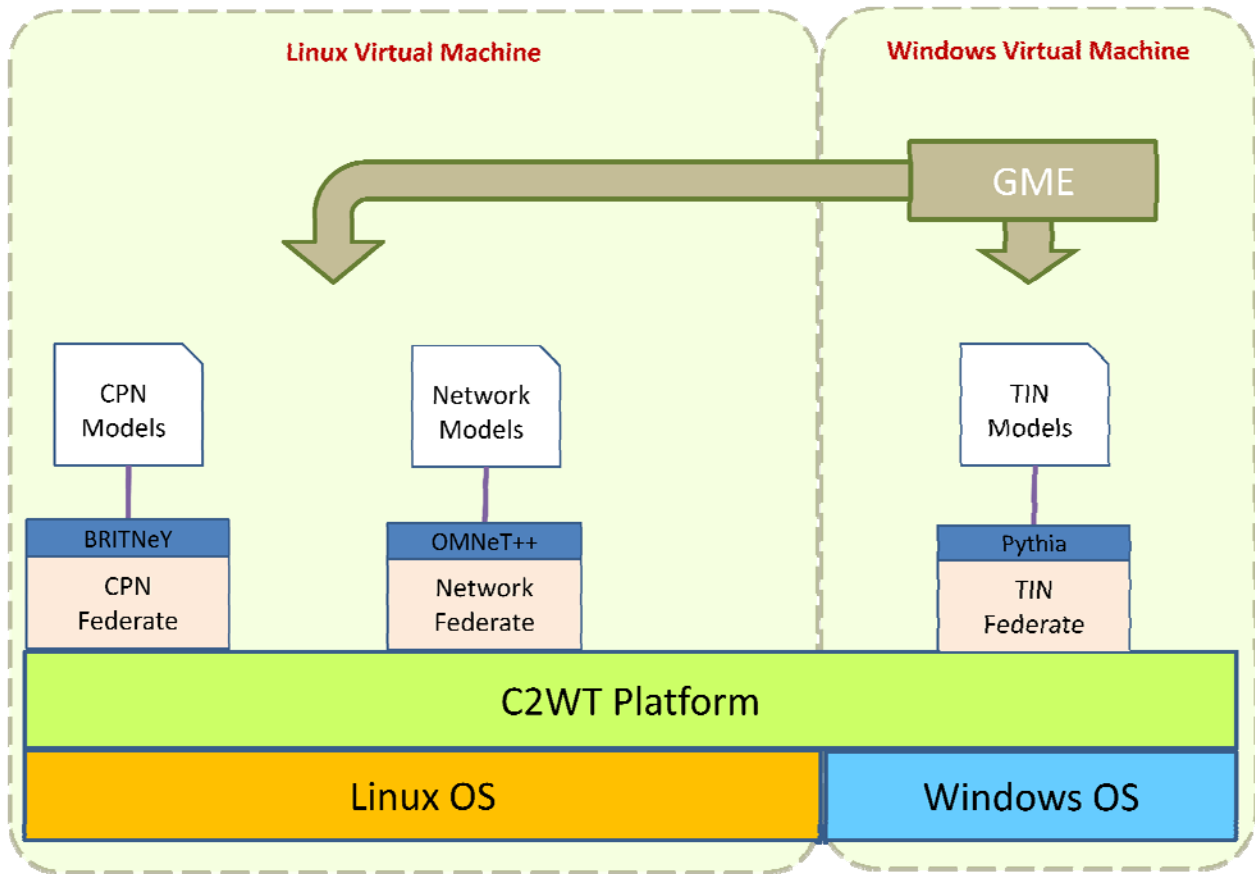 Linux Virtual Machine
Windows Virtual Machine
GME
CPN
Models
Network
Models
TIN
Models
BRITNeY
CPN
Federate
OMNeT++
Network
Federate
Pythia
TIN
Federate
C2WT Platform
Linux OS
Windows OS